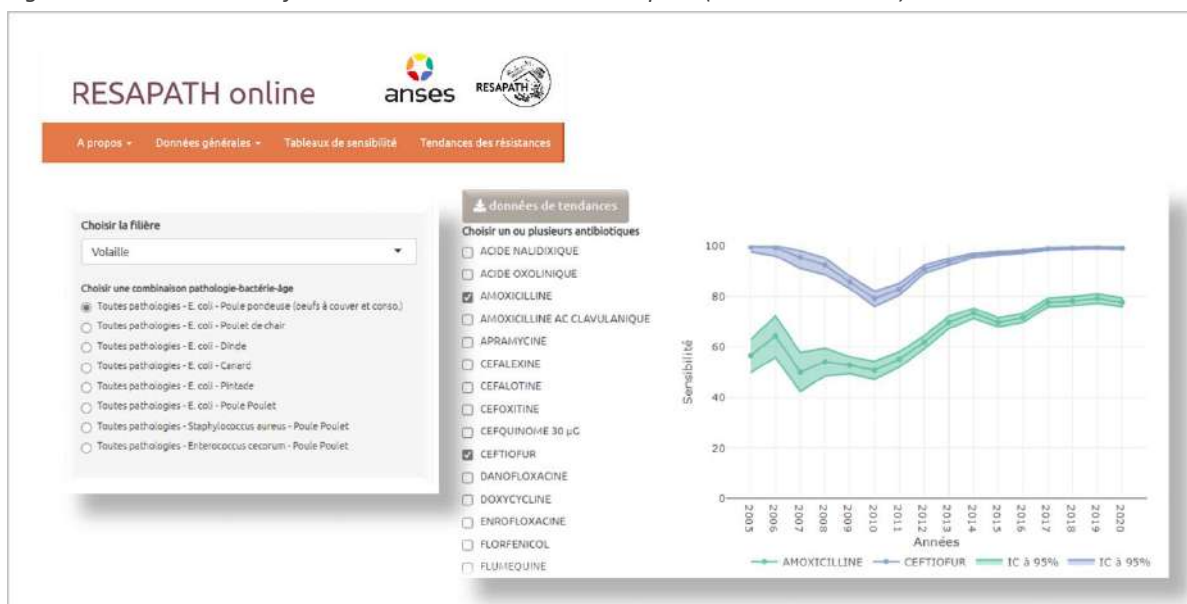 RESAPATH online
anses
RESAPATH
A propos
Données générales
Tableaux de sensibilité
Tendances des résistances
Choisir la filière
Volaille
Choisir une combinaison pathologie-bactérie-âge
Toutes pathologies - E. coli - Poule pondeuse (oeufs à couver et conso.)
Toutes pathologies - E. coli - Poulet de chair
Toutes pathologies - E. coli - Dinde
Toutes pathologies - E. coli - Canard
Toutes pathologies - E. coli - Pintade
Toutes pathologies - E. coli - Poule Poulet
Toutes pathologies - Staphylococcus aureus - Poule Poulet
Toutes pathologies - Enterococcus cecorum - Poule Poulet
données de tendances
Choisir un ou plusieurs antibiotiques
ACIDE NALIDIXIQUE
ACIDE OXOLINIQUE
AMOXICILLINE
AMOXICILLINE AC CLAVULANIQUE
APRAMYCINE
CEFALEXINE
CEFALOTINE
CEFOXITINE
CEFQUINOME 30 µG
CEFTIOFUR
DANOFLOXACINE
DOXYCYCLINE
ENROFLOXACINE
FLORFENICOL
FLUMEQUINE
Sensibilité
100
80
60
40
20
0
2005 2006 2007 2008 2009 2010 2011 2012 2013 2014 2015 2016 2017 2018 2019 2020
Années
AMOXICILLINE CEFTIOFUR IC à 95% IC à 95%